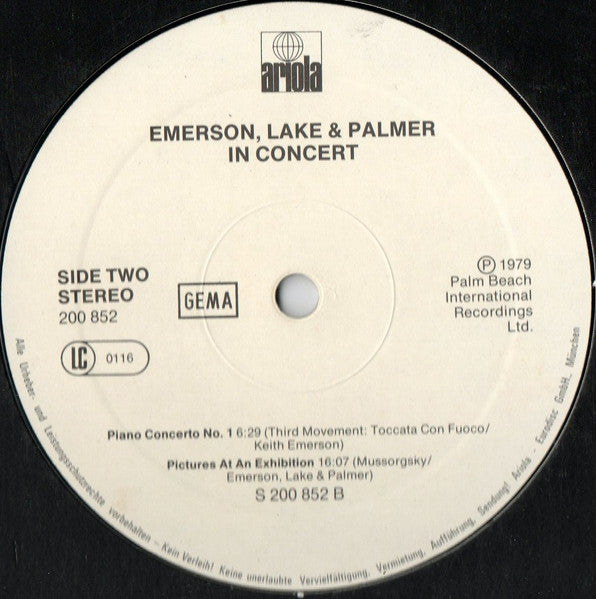 ariola
EMERSON, LAKE & PALMER
IN CONCERT
SIDE TWO
STEREO
200 852
GEMA
LC 0116
Ⓟ 1979
Palm Beach
International
Recordings
Ltd.
Piano Concerto No. 1 6:29 (Third Movement: Toccata Con Fuoco/
Keith Emerson)
Pictures At An Exhibition 16:07 (Mussorgsky/
Emerson, Lake & Palmer)
S 200 852 B
Alle Urheber- und Leistungsschutzrechte vorbehalten – Kein Verleih! Keine unerlaubte Vervielfältigung, Vermietung, Aufführung, Sendung! Ariola - Eurodisc GmbH, München